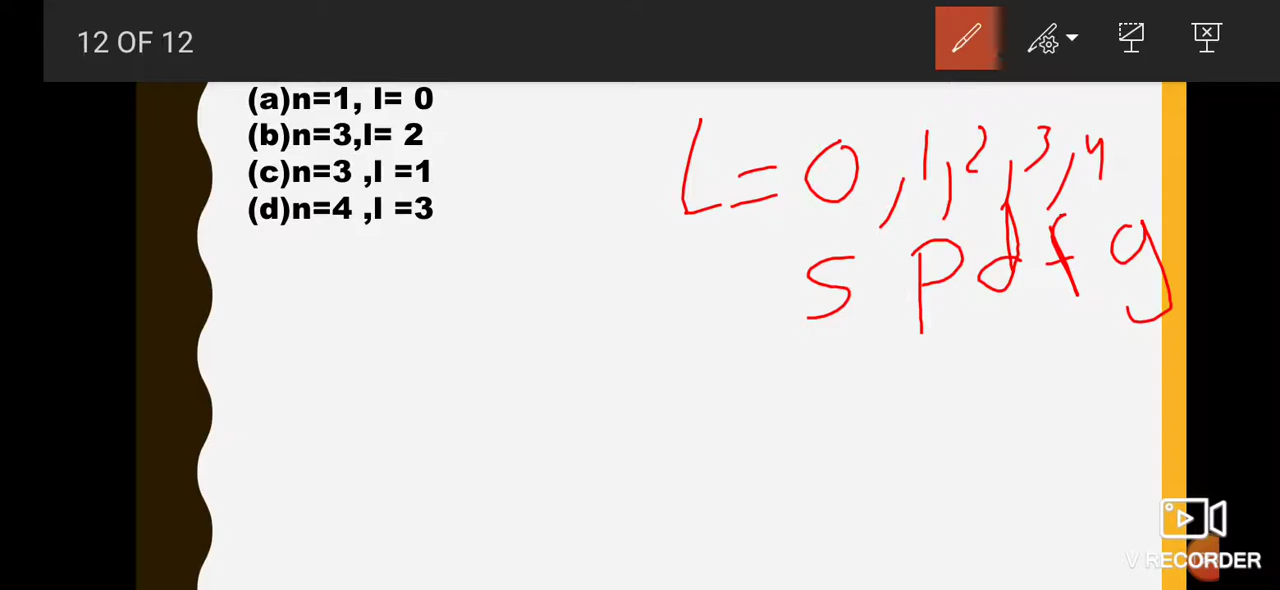 12 OF 12
(a)n=1, l= 0
(b)n=3,l= 2
(c)n=3 ,l =1
(d)n=4 ,l =3
L=0,1,2,3,4
s p d f g
V RECORDER